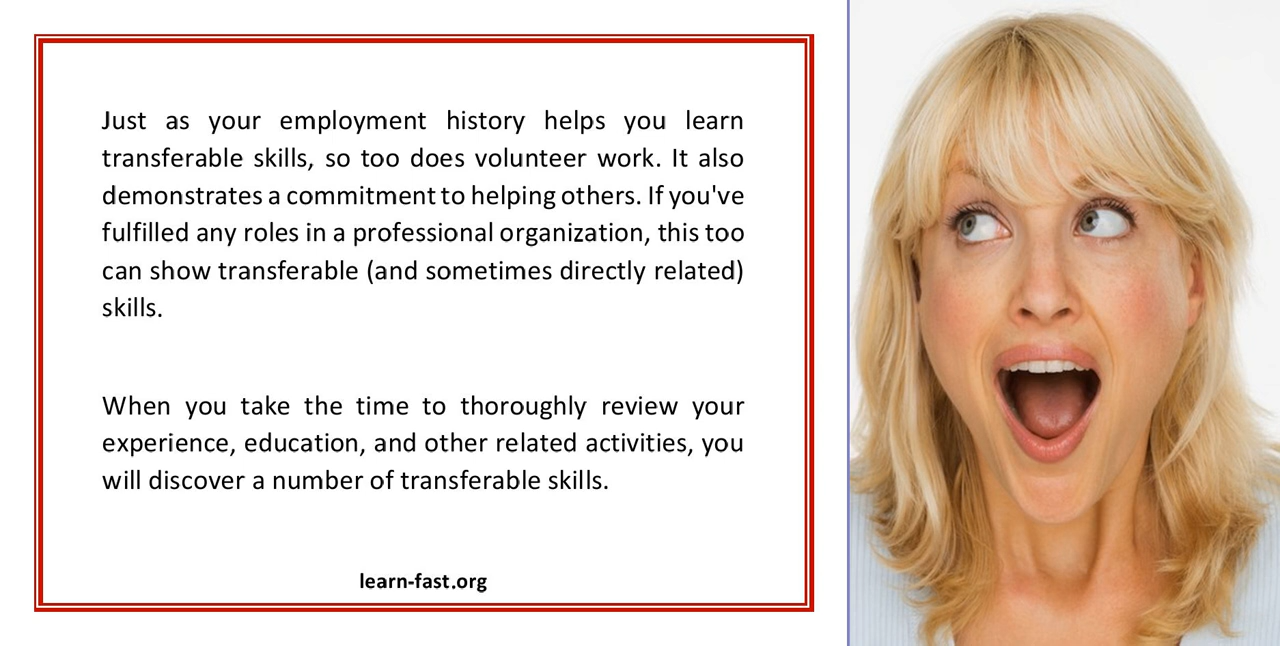 Just as your employment history helps you learn
transferable skills, so too does volunteer work. It also
demonstrates a commitment to helping others. If you've
fulfilled any roles in a professional organization, this too
can show transferable (and sometimes directly related)
skills.
When you take the time to thoroughly review your
experience, education, and other related activities, you
will discover a number of transferable skills.
learn-fast.org